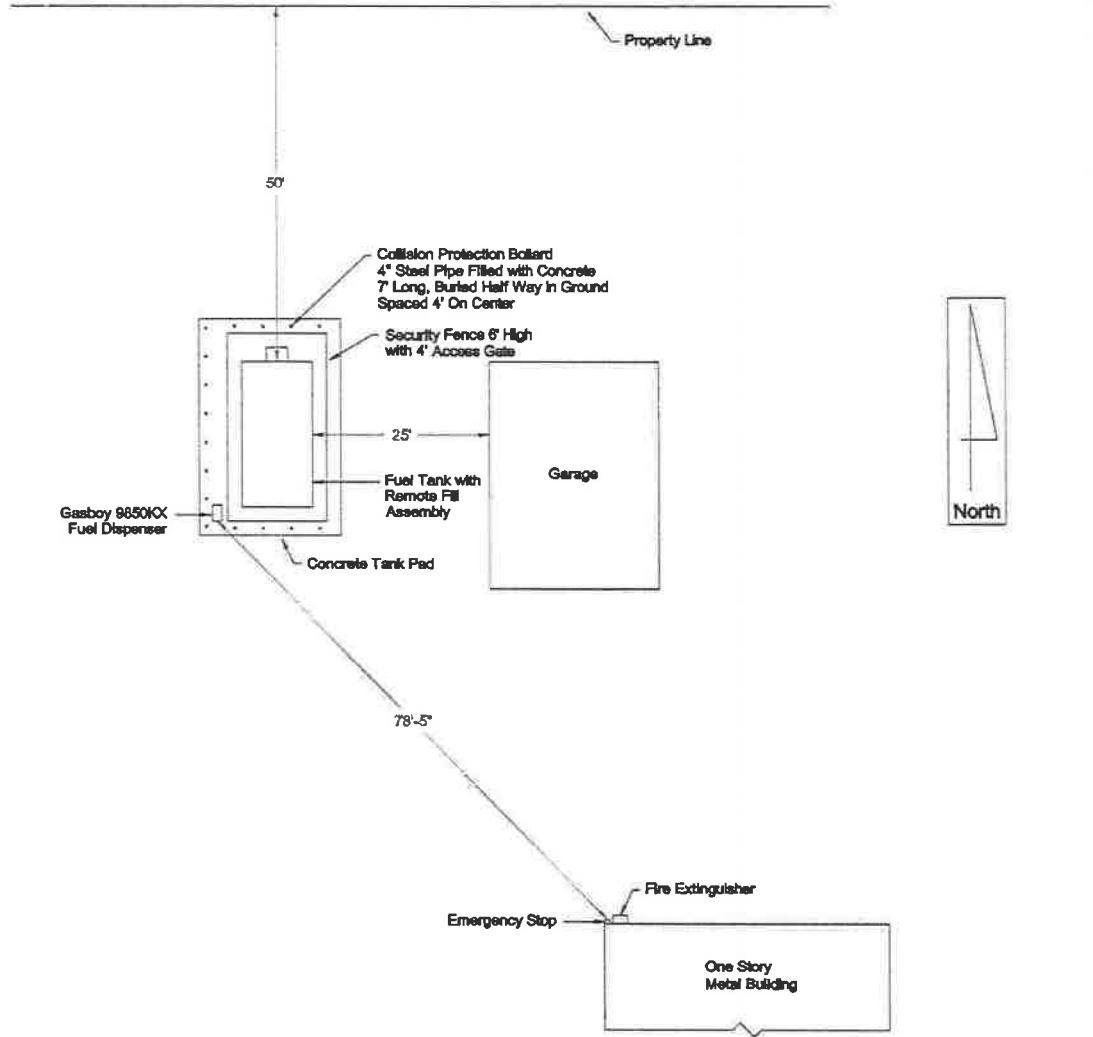 Property Line
50'
Collision Protection Bollard
4" Steel Pipe Filled with Concrete
7' Long, Buried Half Way in Ground
Spaced 4' On Center
Security Fence 6' High
with 4' Access Gate
25'
Garage
Fuel Tank with
Remote Fill
Assembly
Gasboy 9850KX
Fuel Dispenser
North
Concrete Tank Pad
78'-5"
Fire Extinguisher
Emergency Stop
One Story
Metal Building